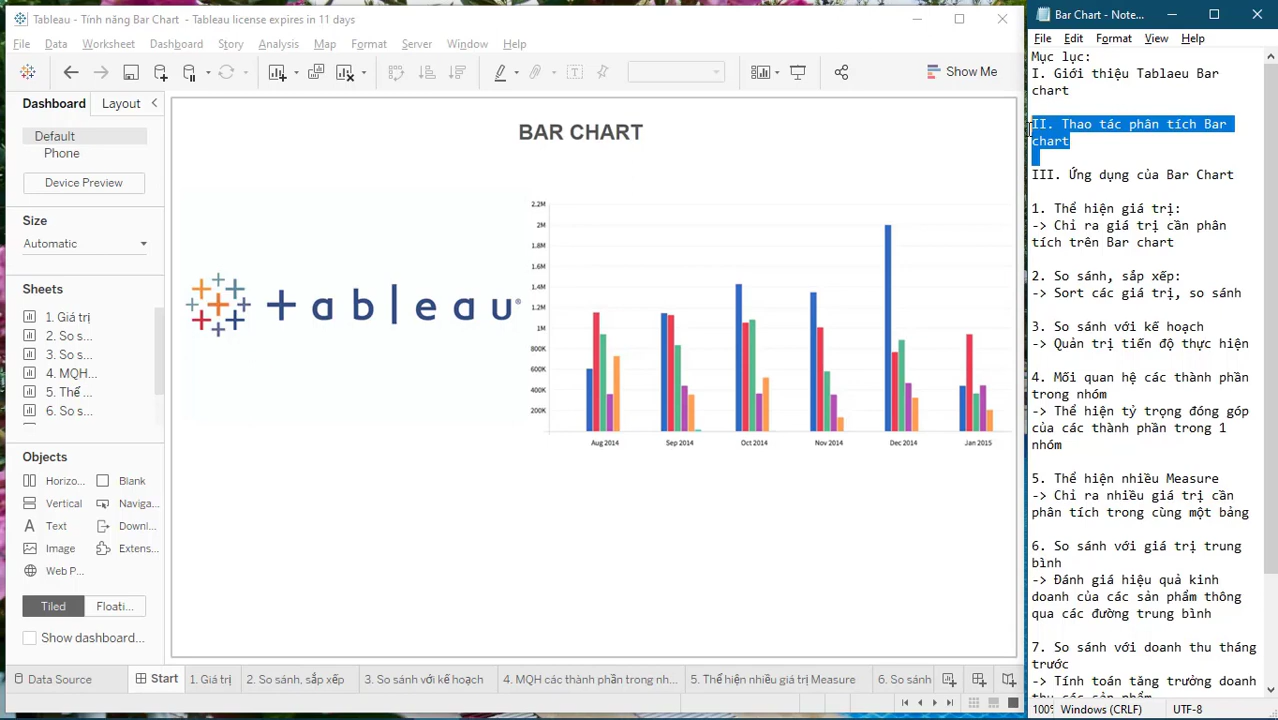 Tableau - Tính năng Bar Chart - Tableau license expires in 11 days
File Data Worksheet Dashboard Story Analysis Map Format Server Window Help
Show Me
Dashboard Layout
Default
Phone
Device Preview
Size
Automatic
Sheets
1. Giá trị
2. So s...
3. So s...
4. MQH...
5. Thể ...
6. So s...
Objects
Horizo... Blank
Vertical Naviga...
Text Downl...
Image Extens...
Web P...
Tiled Floati...
Show dashboard...
BAR CHART
+ableau®
2.2M
2M
1.8M
1.6M
1.4M
1.2M
1M
800K
600K
400K
200K
Aug 2014 Sep 2014 Oct 2014 Nov 2014 Dec 2014 Jan 2015
Data Source Start 1. Giá trị 2. So sánh, sắp xếp 3. So sánh với kế hoạch 4. MQH các thành phần trong nh... 5. Thể hiện nhiều giá trị Measure 6. So sánh
Bar Chart - Note...
File Edit Format View Help
Mục lục:
I. Giới thiệu Tablaeu Bar
chart
II. Thao tác phân tích Bar
chart
III. Ứng dụng của Bar Chart
1. Thể hiện giá trị:
-> Chỉ ra giá trị cần phân
tích trên Bar chart
2. So sánh, sắp xếp:
-> Sort các giá trị, so sánh
3. So sánh với kế hoạch
-> Quản trị tiến độ thực hiện
4. Mối quan hệ các thành phần
trong nhóm
-> Thể hiện tỷ trọng đóng góp
của các thành phần trong 1
nhóm
5. Thể hiện nhiều Measure
-> Chỉ ra nhiều giá trị cần
phân tích trong cùng một bảng
6. So sánh với giá trị trung
bình
-> Đánh giá hiệu quả kinh
doanh của các sản phẩm thông
qua các đường trung bình
7. So sánh với doanh thu tháng
trước
-> Tính toán tăng trưởng doanh
thu các sản phẩm
100% Windows (CRLF) UTF-8